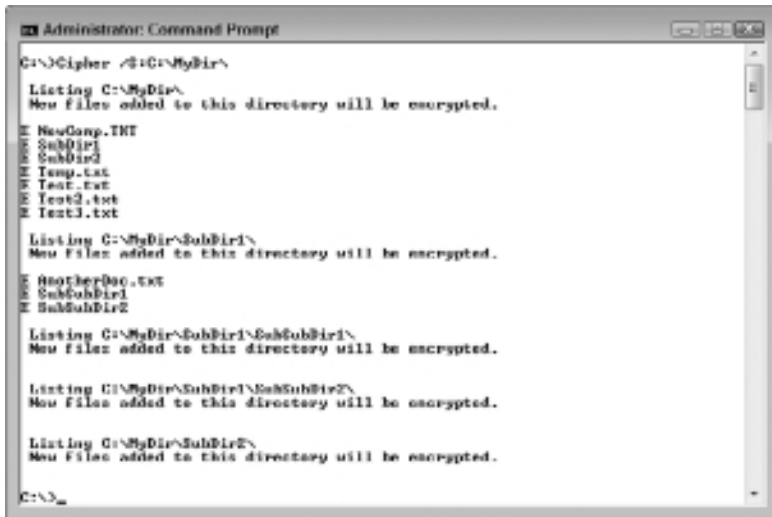 Administrator: Command Prompt
C:\>Cipher /S:C:\MyDir\
Listing C:\MyDir\
New files added to this directory will be encrypted.
E NewComp.TXT
E SubDir1
E SubDir2
E Temp.txt
E Test.txt
E Test2.txt
E Test3.txt
Listing C:\MyDir\SubDir1\
New files added to this directory will be encrypted.
E AnotherDoc.txt
E SubSubDir1
E SubSubDir2
Listing C:\MyDir\SubDir1\SubSubDir1\
New files added to this directory will be encrypted.
Listing C:\MyDir\SubDir1\SubSubDir2\
New files added to this directory will be encrypted.
Listing C:\MyDir\SubDir2\
New files added to this directory will be encrypted.
C:\>_